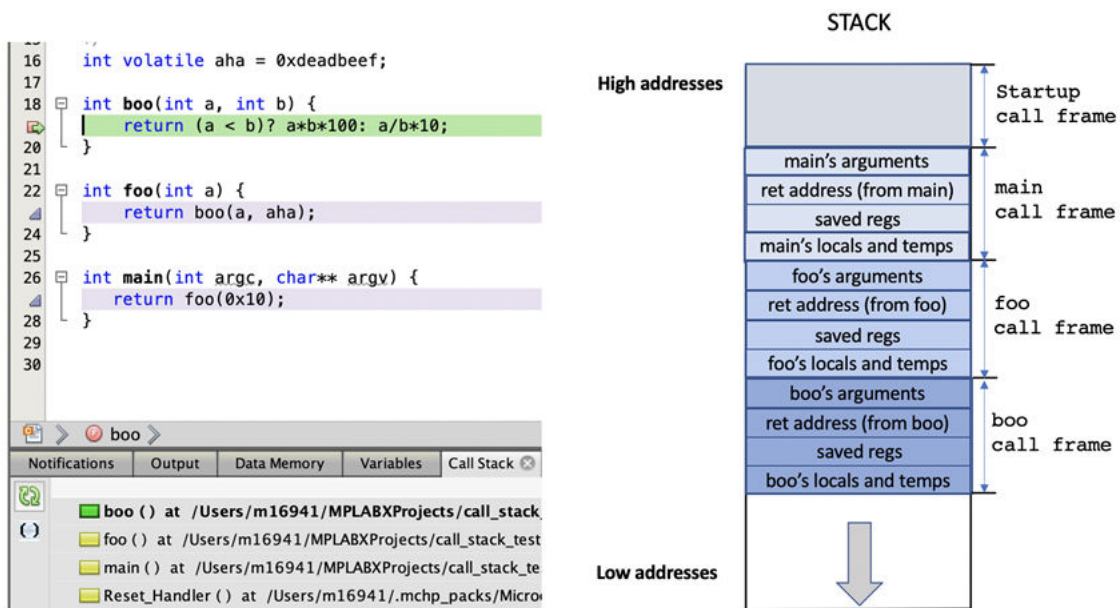 16 int volatile aha = 0xdeadbeef;
17
18 int boo(int a, int b) {
return (a < b)? a*b*100: a/b*10;
20 }
21
22 int foo(int a) {
return boo(a, aha);
24 }
25
26 int main(int argc, char** argv) {
return foo(0x10);
28 }
29
30
boo
Notifications Output Data Memory Variables Call Stack
boo () at /Users/m16941/MPLABXProjects/call_stack_
foo () at /Users/m16941/MPLABXProjects/call_stack_test
main () at /Users/m16941/MPLABXProjects/call_stack_te
Reset_Handler () at /Users/m16941/.mchp_packs/Micro
STACK
High addresses
Startup
call frame
main's arguments
ret address (from main)
saved regs
main's locals and temps
main
call frame
foo's arguments
ret address (from foo)
saved regs
foo's locals and temps
foo
call frame
boo's arguments
ret address (from boo)
saved regs
boo's locals and temps
boo
call frame
Low addresses